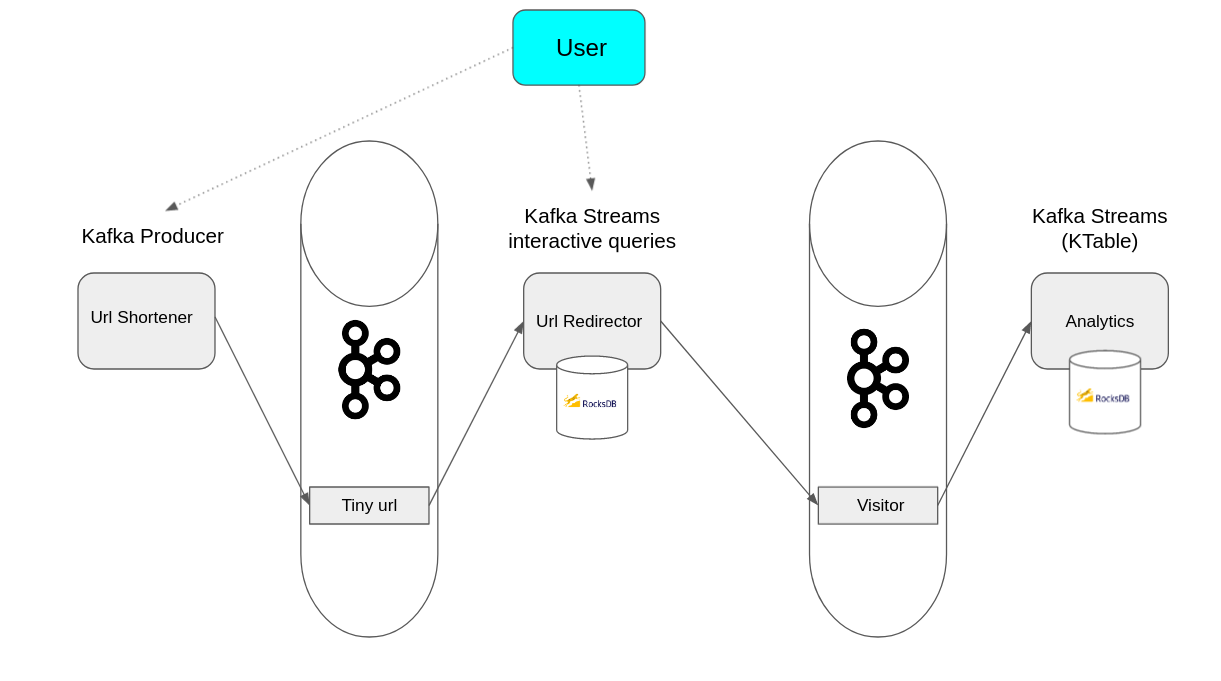 User
Kafka Producer
Url Shortener
Tiny url
Kafka Streams
interactive queries
Url Redirector
RocksDB
Visitor
Kafka Streams
(KTable)
Analytics
RocksDB